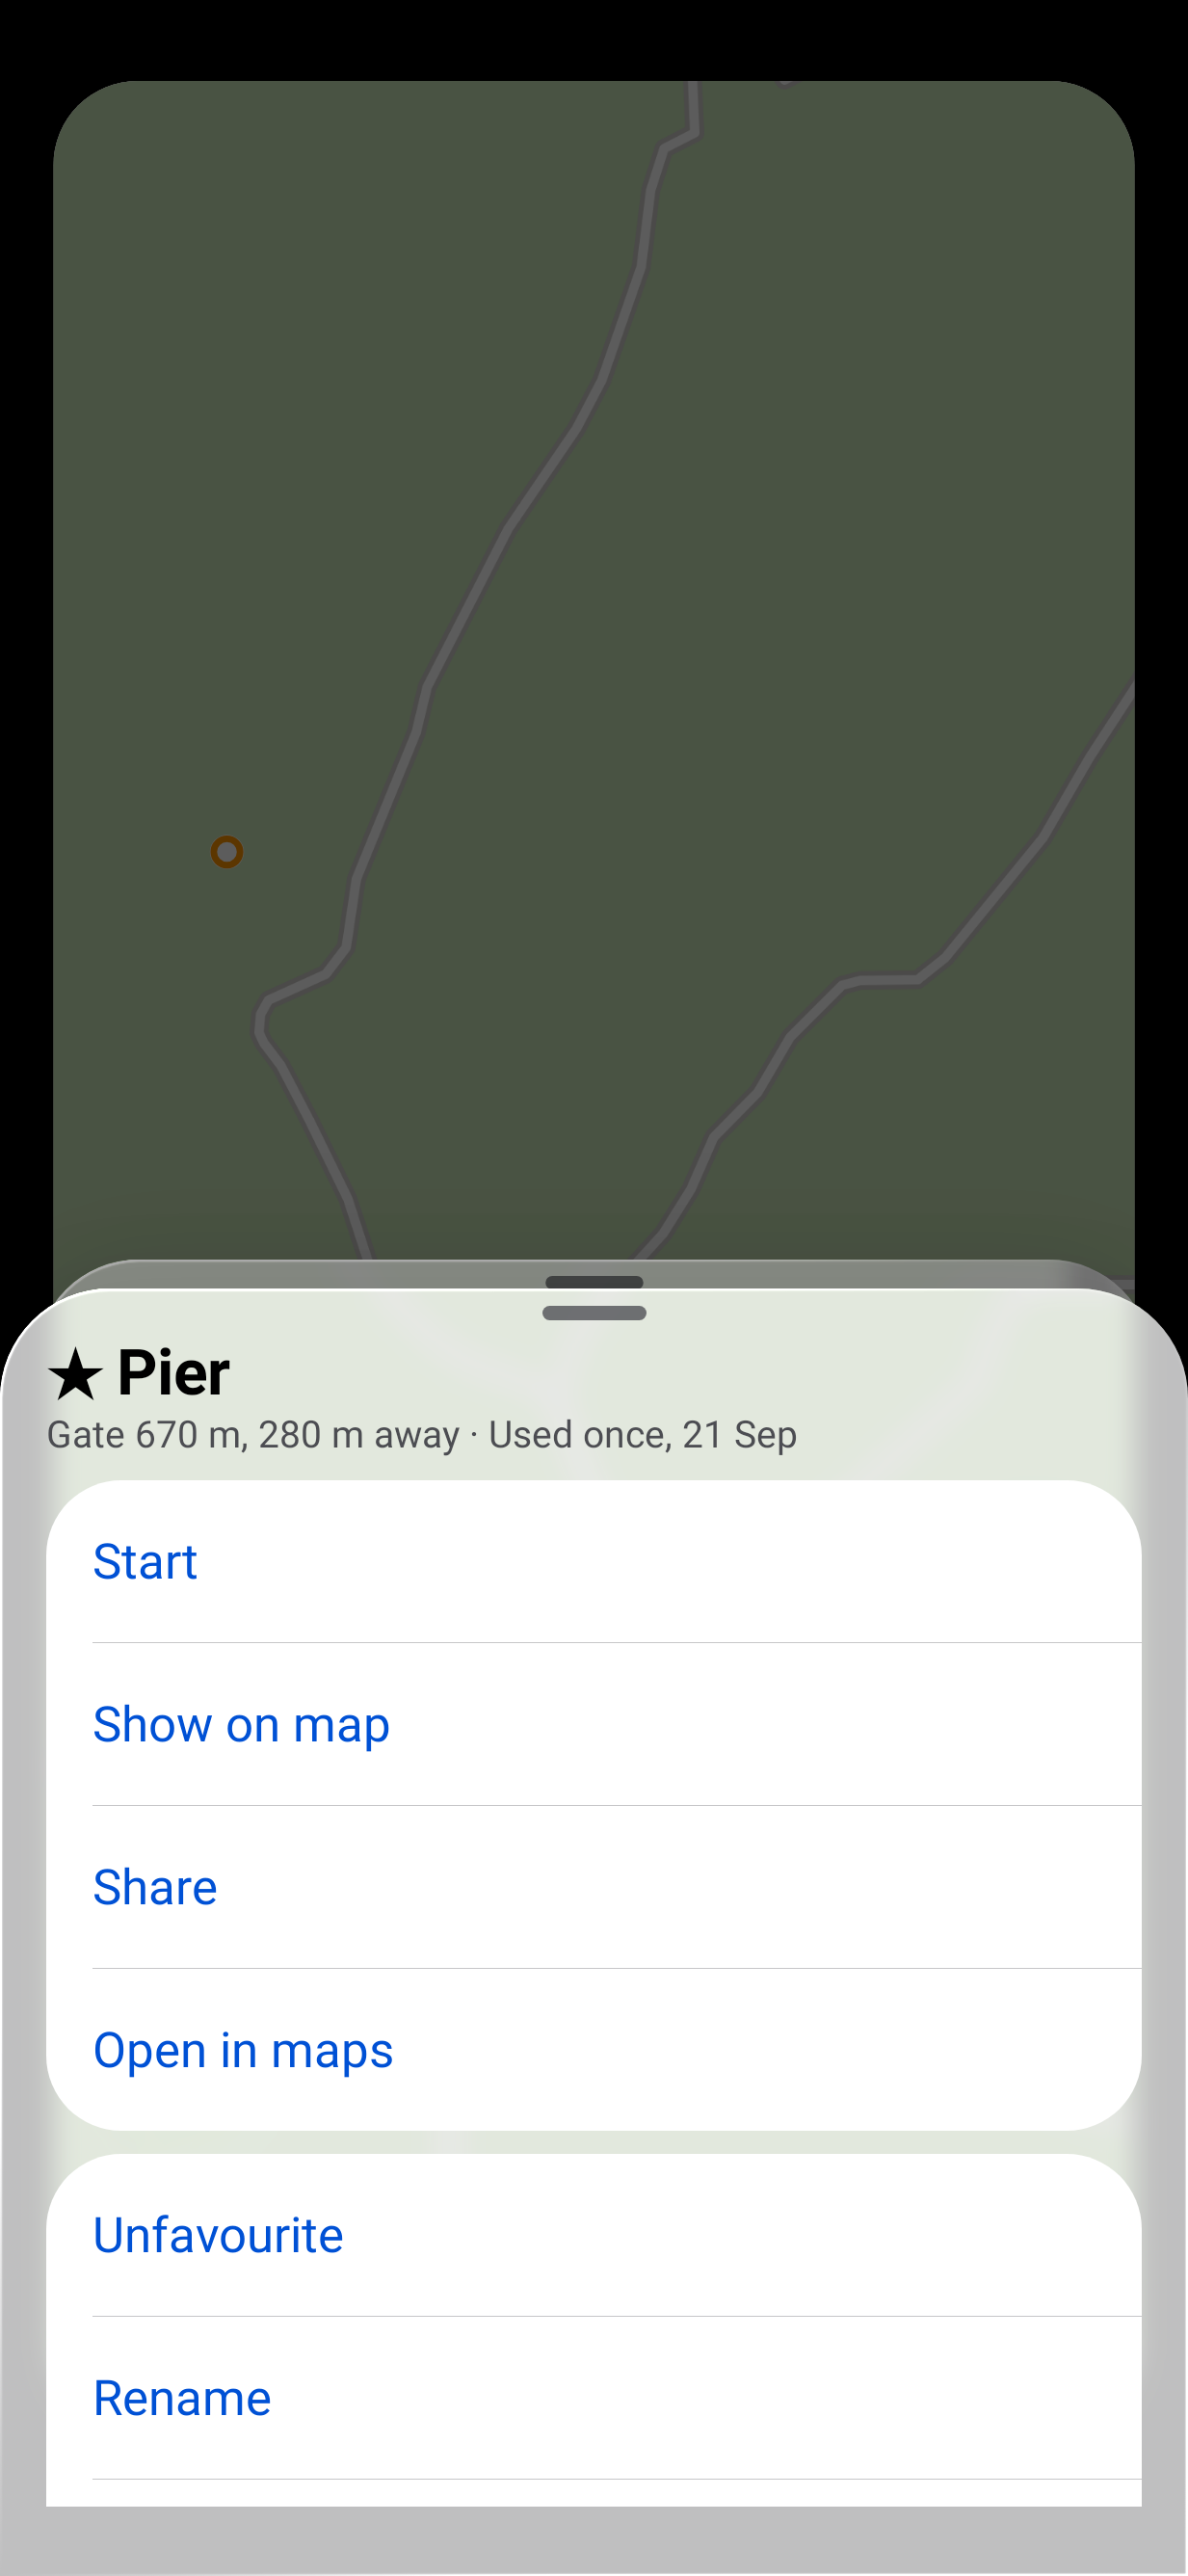 ★ Pier
Gate 670 m, 280 m away · Used once, 21 Sep
Start
Show on map
Share
Open in maps
Unfavourite
Rename